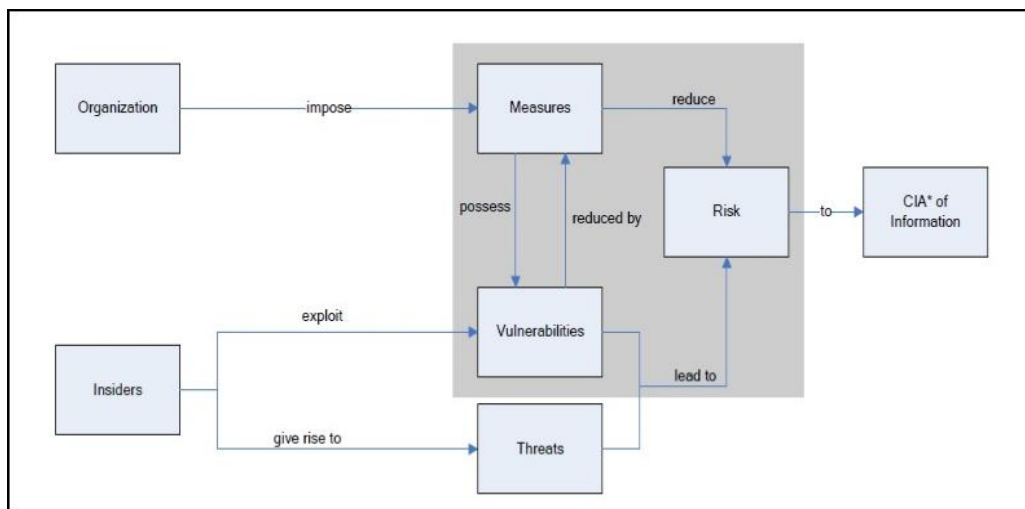 Organization
impose
Measures
reduce
possess
reduced by
Risk
to
CIA* of
Information
exploit
Vulnerabilities
Insiders
lead to
give rise to
Threats